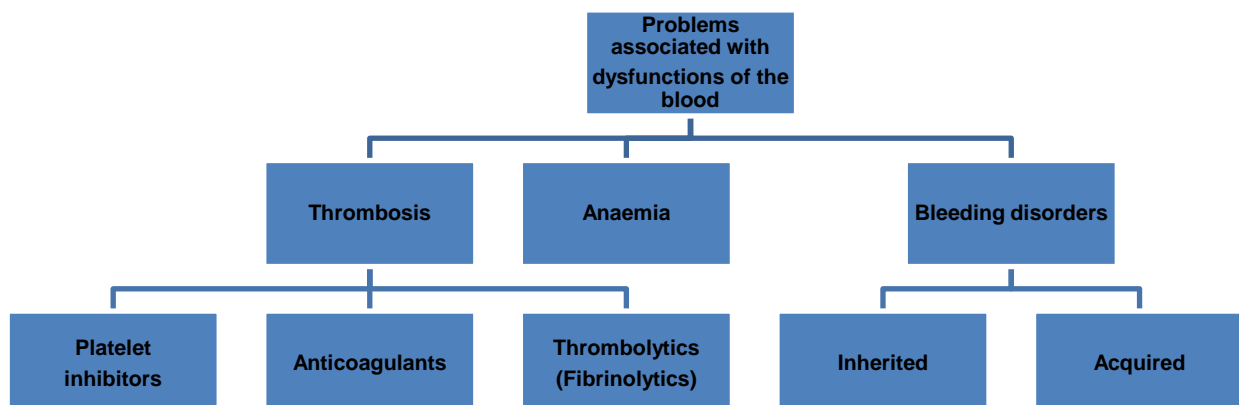 Problems
associated with
dysfunctions of the
blood
Thrombosis
Anaemia
Bleeding disorders
Platelet
inhibitors
Anticoagulants
Thrombolytics
(Fibrinolytics)
Inherited
Acquired